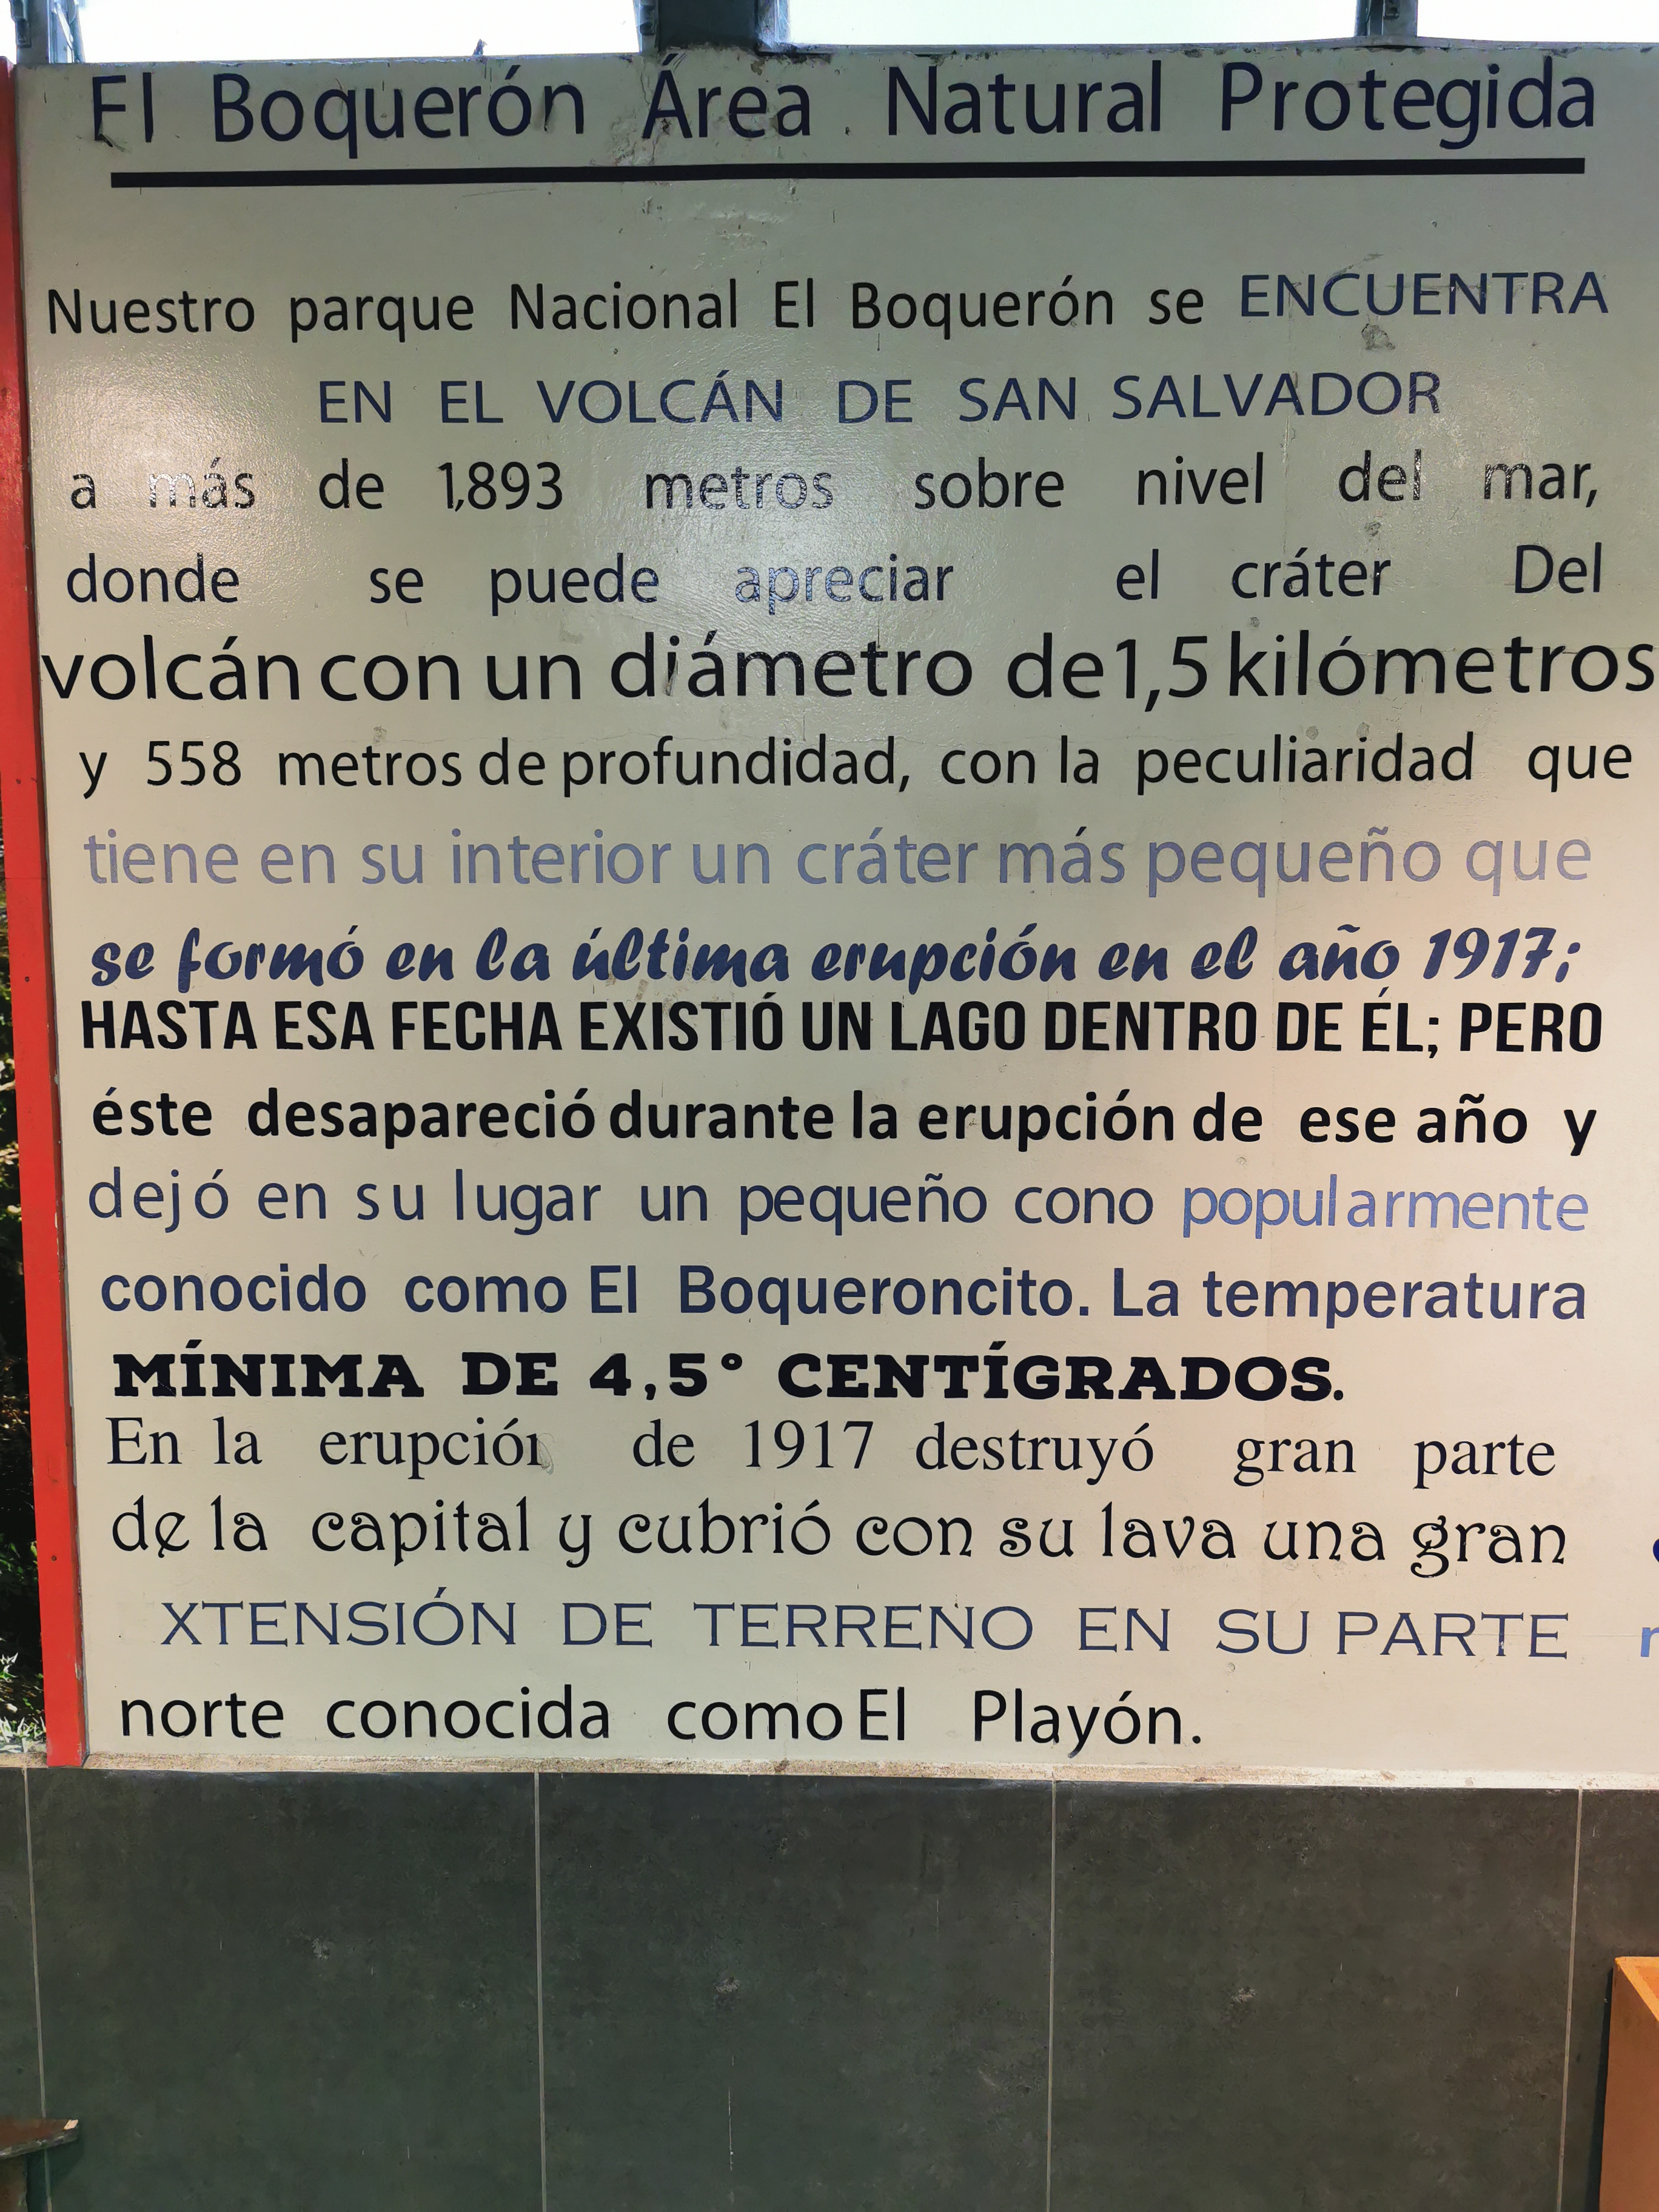 El Boquerón Área Natural Protegida
Nuestro parque Nacional El Boquerón se ENCUENTRA
EN EL VOLCÁN DE SAN SALVADOR
a más de 1,893 metros sobre nivel del mar,
donde se puede apreciar el cráter Del
volcán con un diámetro de 1,5 kilómetros
y 558 metros de profundidad, con la peculiaridad que
tiene en su interior un cráter más pequeño que
se formó en la última erupción en el año 1917;
HASTA ESA FECHA EXISTIÓ UN LAGO DENTRO DE ÉL; PERO
éste desapareció durante la erupción de ese año y
dejó en su lugar un pequeño cono popularmente
conocido como El Boqueroncito. La temperatura
MÍNIMA DE 4,5° CENTÍGRADOS.
En la erupción de 1917 destruyó gran parte
de la capital y cubrió con su lava una gran
XTENSIÓN DE TERRENO EN SU PARTE
norte conocida como El Playón.